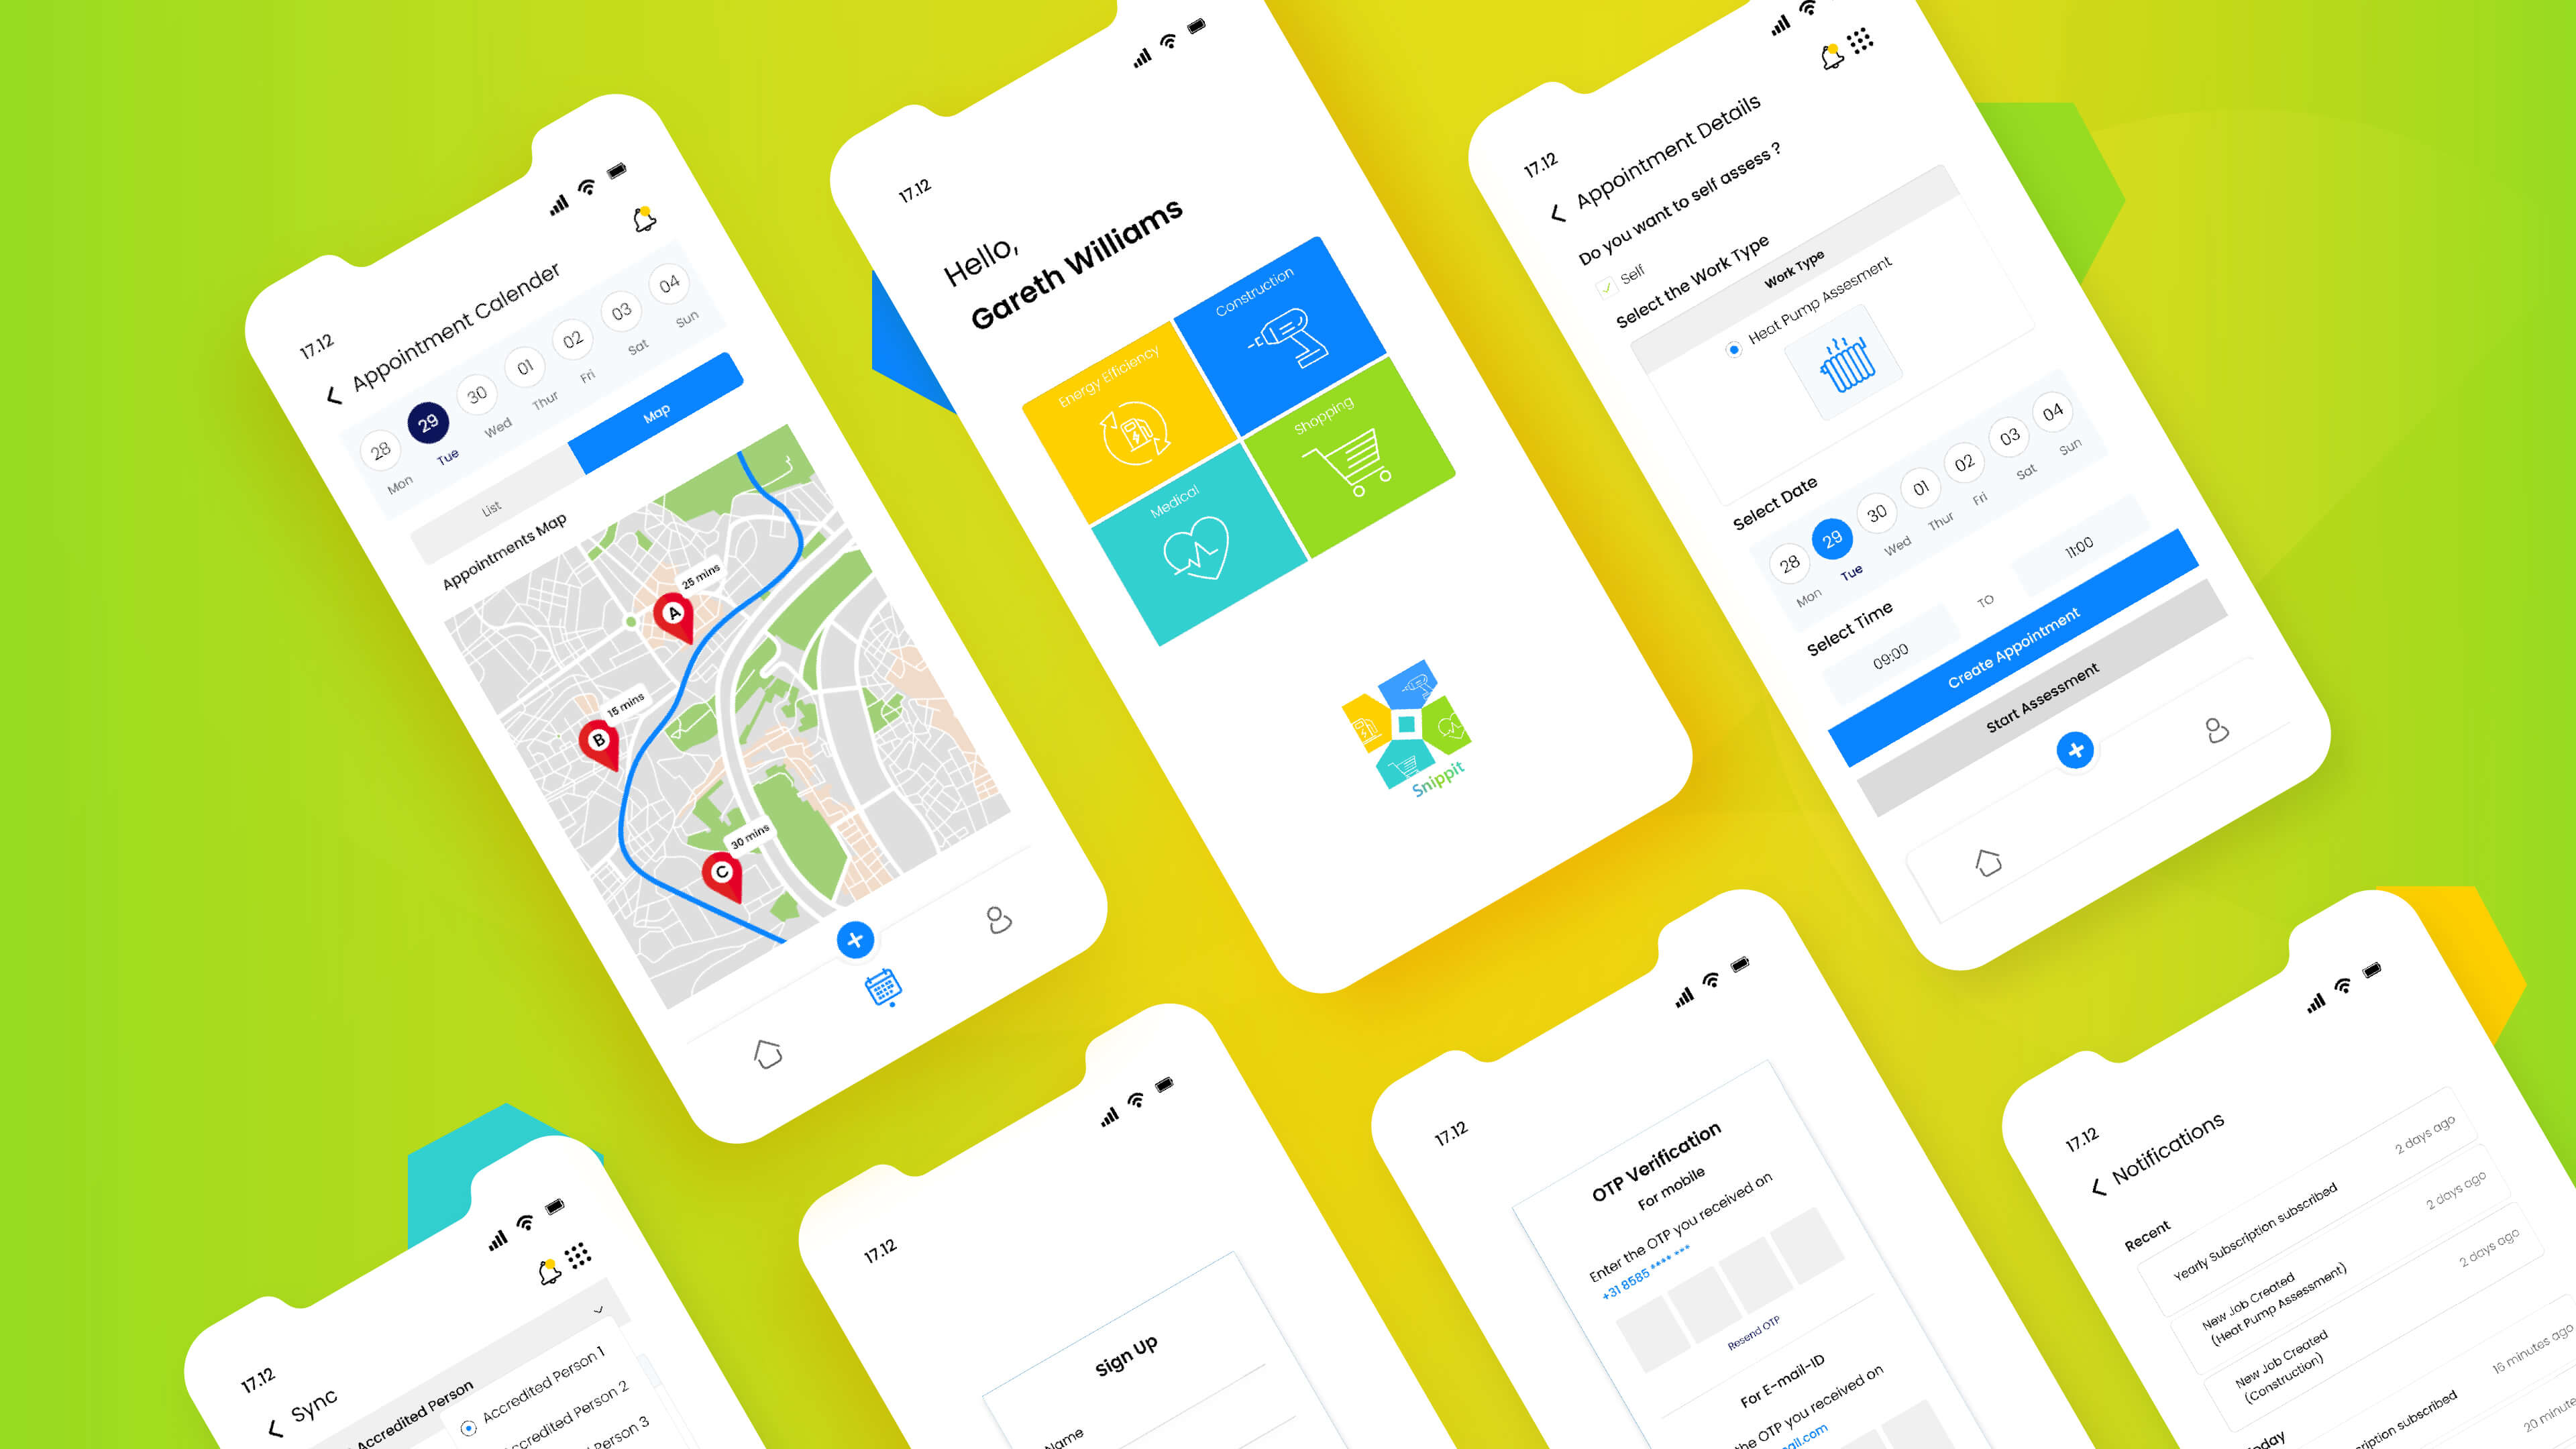 17.12
Appointment Calender
28 29 30 01 02 03 04
Mon Tue Wed Thur Fri Sat Sun
List Map
Appointments Map
25 mins
A
15 mins
B
30 mins
C
17.12
Hello,
Gareth Williams
Energy Efficiency
Construction
Medical
Shopping
Snippit
17.12
Appointment Details
Do you want to self assess ?
Self
Select the Work Type
Work Type
Heat Pump Assesment
Select Date
28 29 30 01 02 03 04
Mon Tue Wed Thur Fri Sat Sun
Select Time
09:00 TO 11:00
Create Appointment
Start Assessment
17.12
Sync
Accredited Person
Accredited Person 1
ccredited Person 2
erson 3
17.12
Sign Up
Name
17.12
OTP Verification
For mobile
Enter the OTP you received on
+31 8585 **** ***
Resend OTP
For E-mail-ID
the OTP you received on
ail.com
17.12
Notifications
Recent
Yearly Subscription subscribed 2 days ago
New Job Created 2 days ago
(Heat Pump Assessment)
New Job Created 2 days ago
(Construction)
oday
ription subscribed 16 minutes ago
20 minute